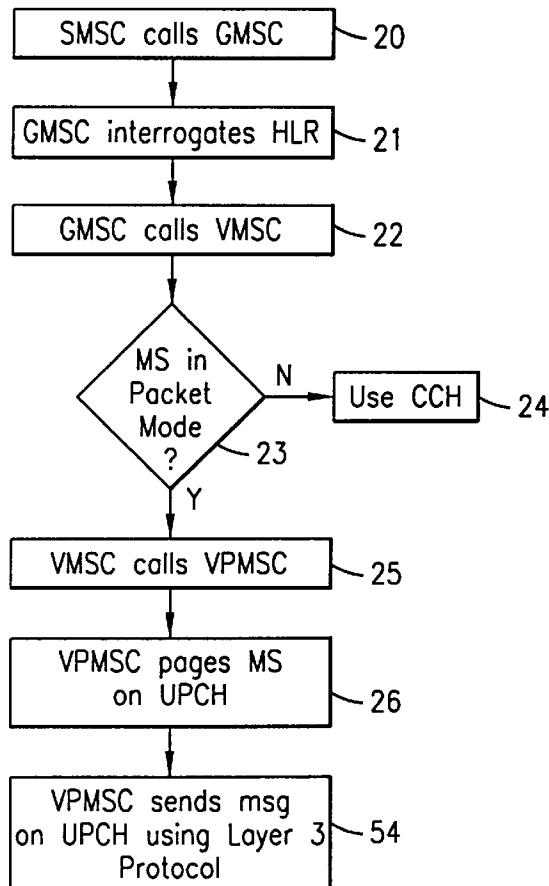 SMSC calls GMSC
20
GMSC interrogates HLR
21
GMSC calls VMSC
22
MS in
Packet
Mode
?
23
N
Use CCH
24
Y
VMSC calls VPMSC
25
VPMSC pages MS
on UPCH
26
VPMSC sends msg
on UPCH using Layer 3
Protocol
54